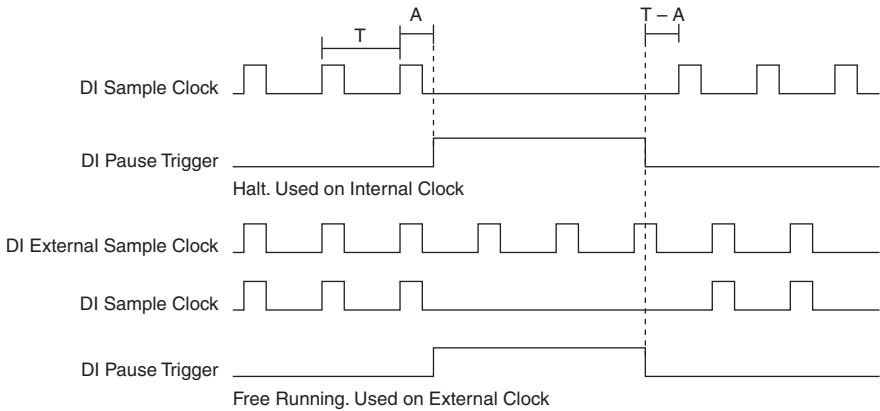 A
T – A
T
DI Sample Clock
DI Pause Trigger
Halt. Used on Internal Clock
DI External Sample Clock
DI Sample Clock
DI Pause Trigger
Free Running. Used on External Clock